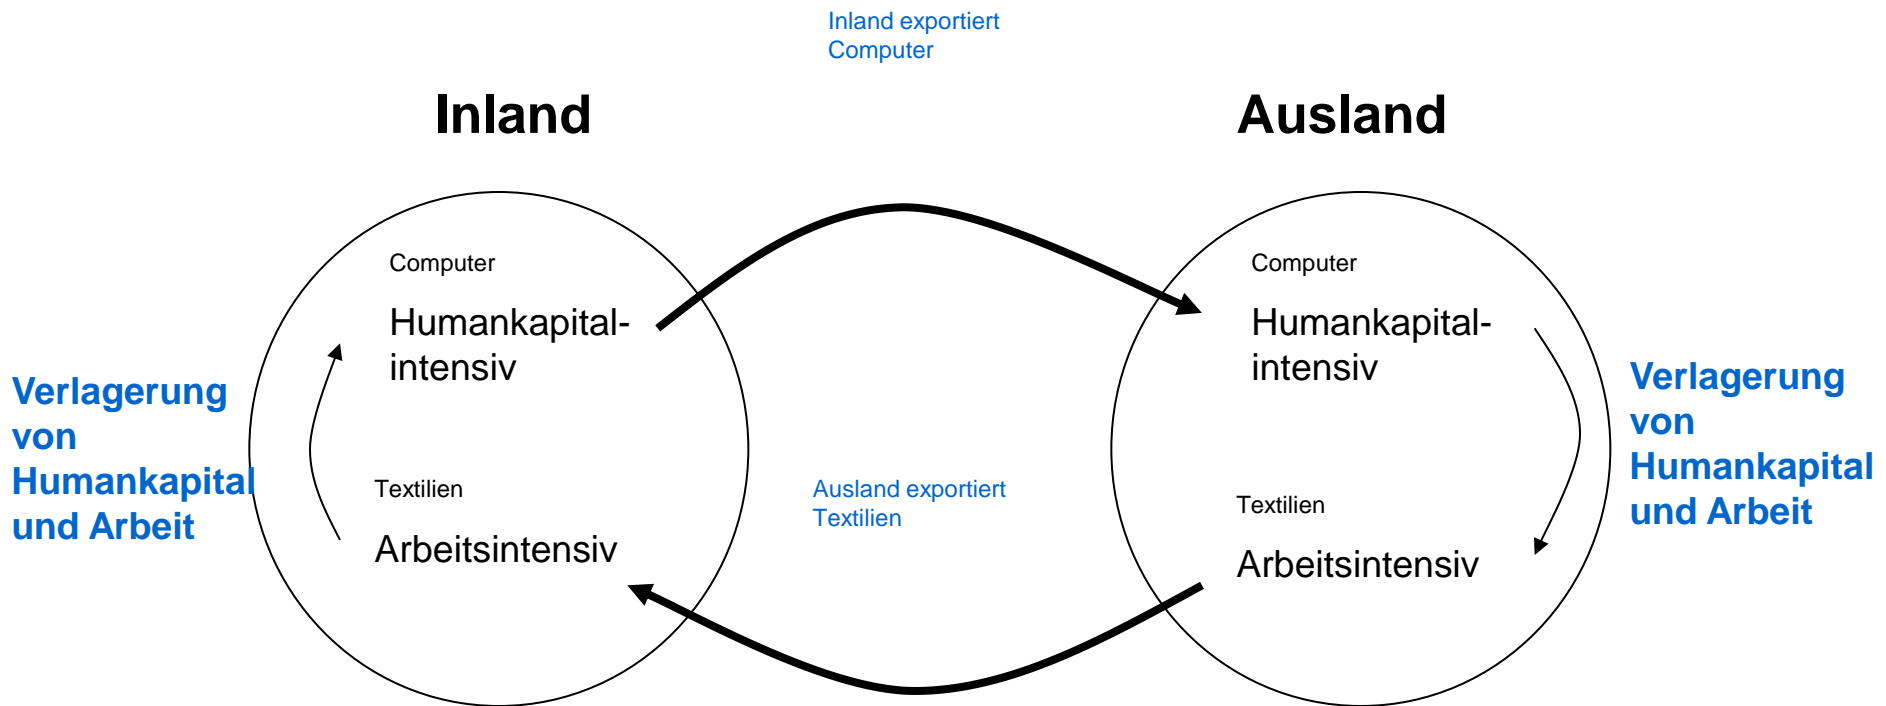 Inland exportiert
Computer
Inland
Ausland
Computer
Humankapital-
intensiv
Computer
Humankapital-
intensiv
Verlagerung
von
Humankapital
und Arbeit
Verlagerung
von
Humankapital
und Arbeit
Textilien
Arbeitsintensiv
Ausland exportiert
Textilien
Textilien
Arbeitsintensiv